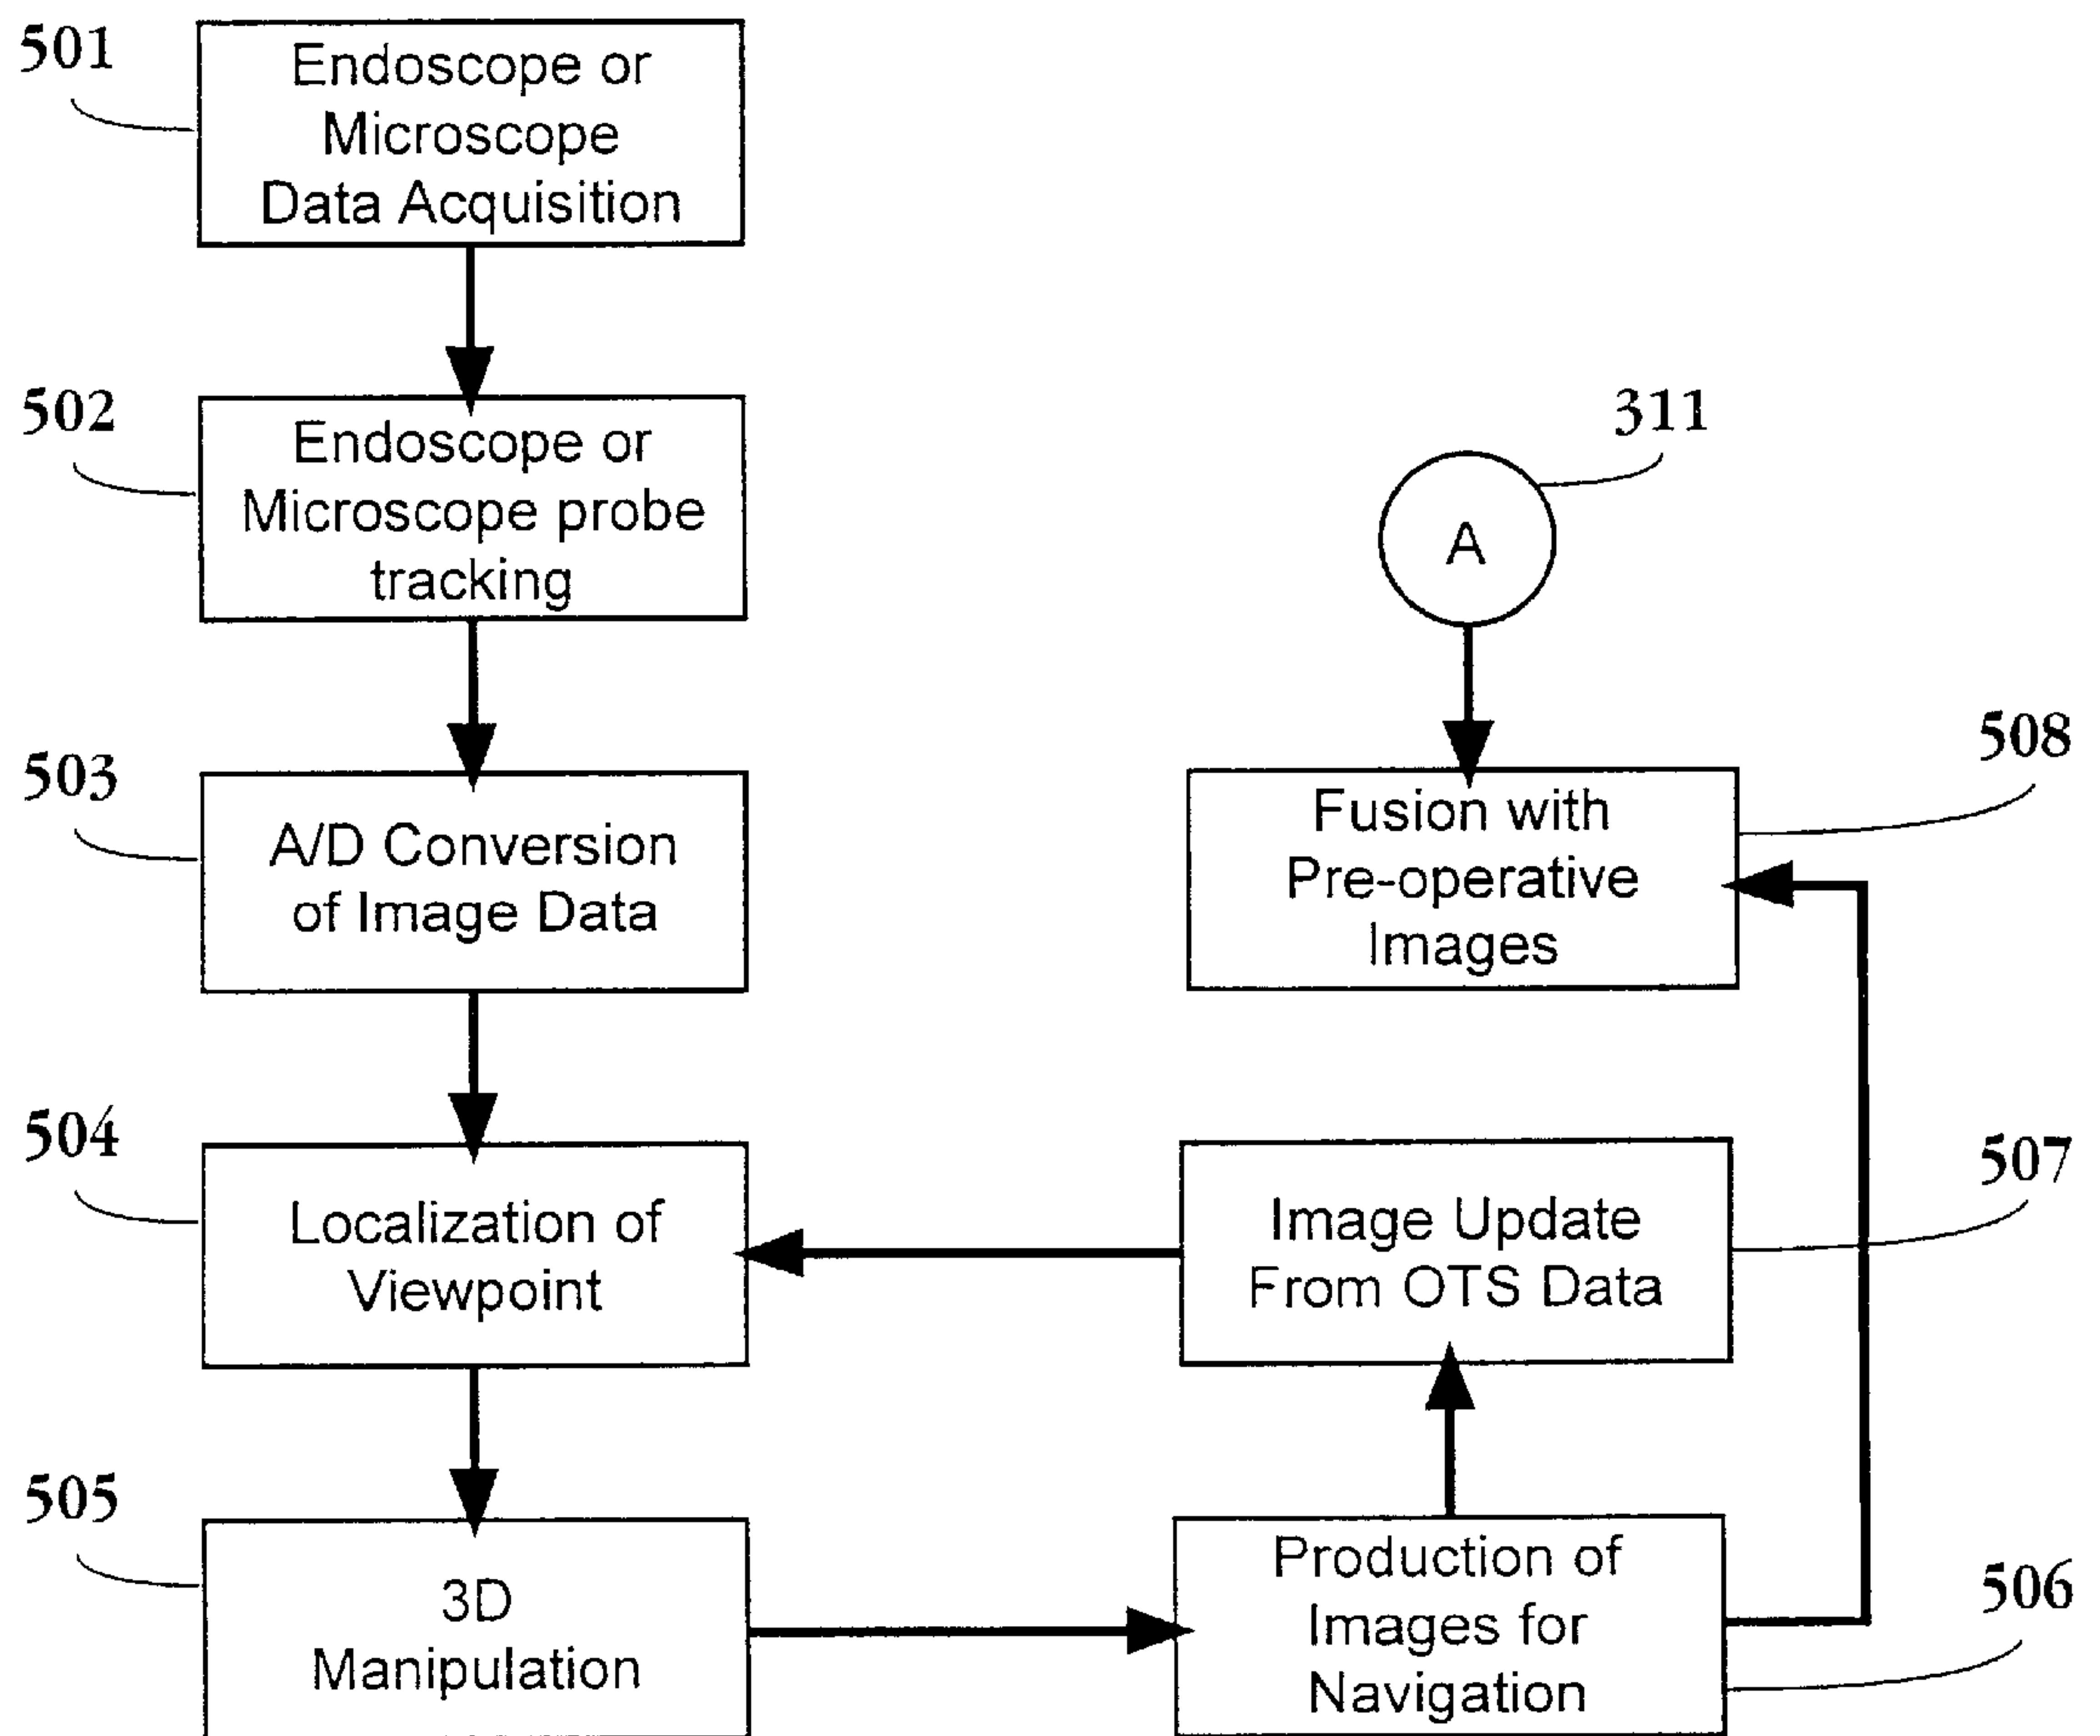 501
Endoscope or
Microscope
Data Acquisition
502
Endoscope or
Microscope probe
tracking
503
A/D Conversion
of Image Data
504
Localization of
Viewpoint
505
3D
Manipulation
311
A
508
Fusion with
Pre-operative
Images
507
Image Update
From OTS Data
506
Production of
Images for
Navigation